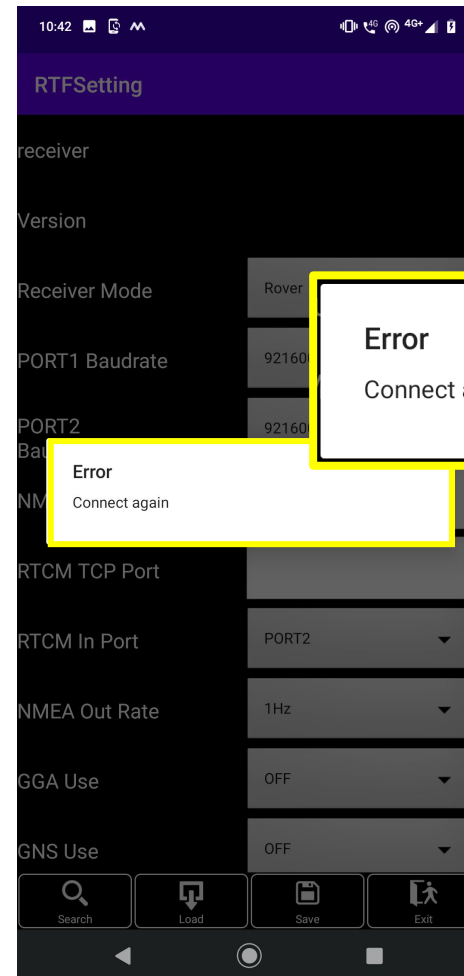 10:42
4G
4G+
RTFSetting
receiver
Version
Receiver Mode
Rover
PORT1 Baudrate
92160
PORT2
92160
Bau
NM
Error
Connect a
Error
Connect again
RTCM TCP Port
RTCM In Port
PORT2
NMEA Out Rate
1Hz
GGA Use
OFF
GNS Use
OFF
Search
Load
Save
Exit